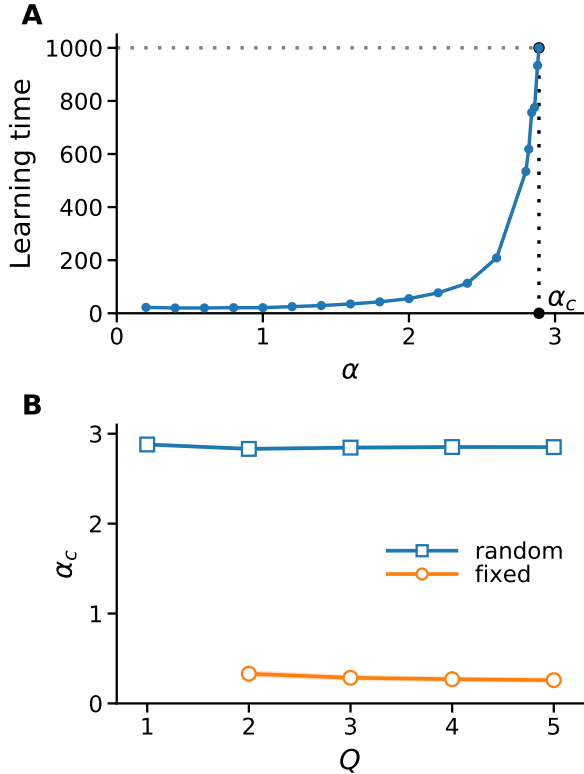 A
1000
800
600
400
200
0
Learning time
α_c
0 1 2 3
α
B
3
2
1
0
α_c
random
fixed
1 2 3 4 5
Q